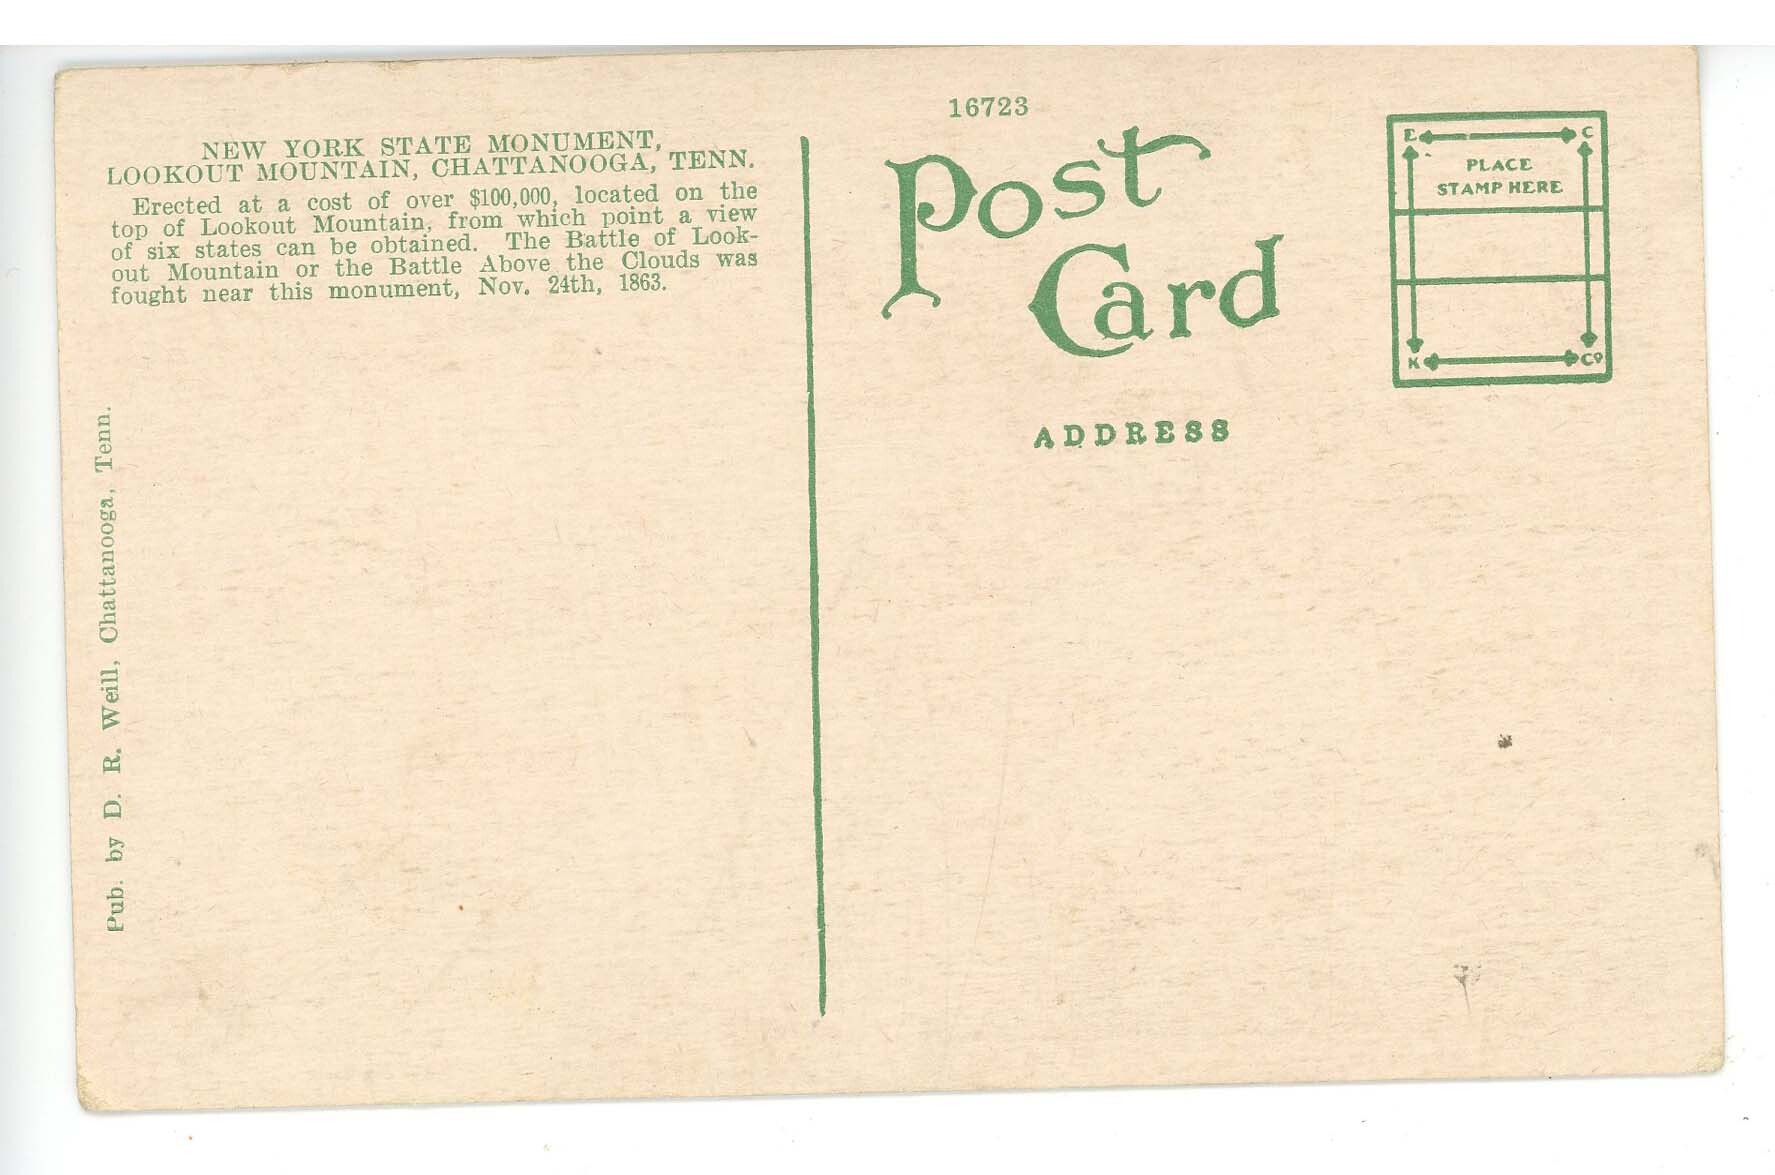 16723
NEW YORK STATE MONUMENT,
LOOKOUT MOUNTAIN, CHATTANOOGA, TENN.
Erected at a cost of over $100,000, located on the
top of Lookout Mountain, from which point a view
of six states can be obtained. The Battle of Look-
out Mountain or the Battle Above the Clouds was
fought near this monument, Nov. 24th, 1863.
Pub. by D. R. Weill, Chattanooga, Tenn.
Post
Card
ADDRESS
E C
PLACE
STAMP HERE
K Co